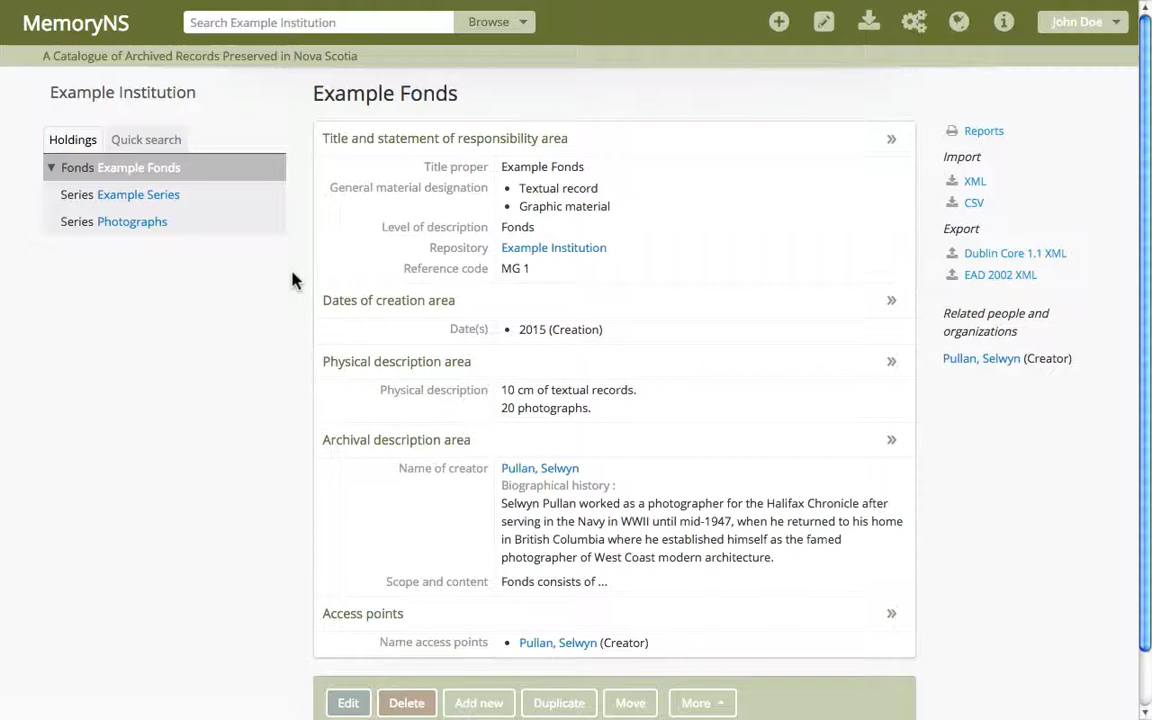 MemoryNS
Search Example Institution
Browse
John Doe
A Catalogue of Archived Records Preserved in Nova Scotia
Example Institution
Holdings
Quick search
Fonds Example Fonds
Series Example Series
Series Photographs
Example Fonds
Title and statement of responsibility area »
Title proper Example Fonds
General material designation • Textual record
• Graphic material
Level of description Fonds
Repository Example Institution
Reference code MG 1
Dates of creation area »
Date(s) • 2015 (Creation)
Physical description area »
Physical description 10 cm of textual records.
20 photographs.
Archival description area »
Name of creator Pullan, Selwyn
Biographical history :
Selwyn Pullan worked as a photographer for the Halifax Chronicle after
serving in the Navy in WWII until mid-1947, when he returned to his home
in British Columbia where he established himself as the famed
photographer of West Coast modern architecture.
Scope and content Fonds consists of ...
Access points »
Name access points • Pullan, Selwyn (Creator)
Edit
Delete
Add new
Duplicate
Move
More
Reports
Import
XML
CSV
Export
Dublin Core 1.1 XML
EAD 2002 XML
Related people and
organizations
Pullan, Selwyn (Creator)